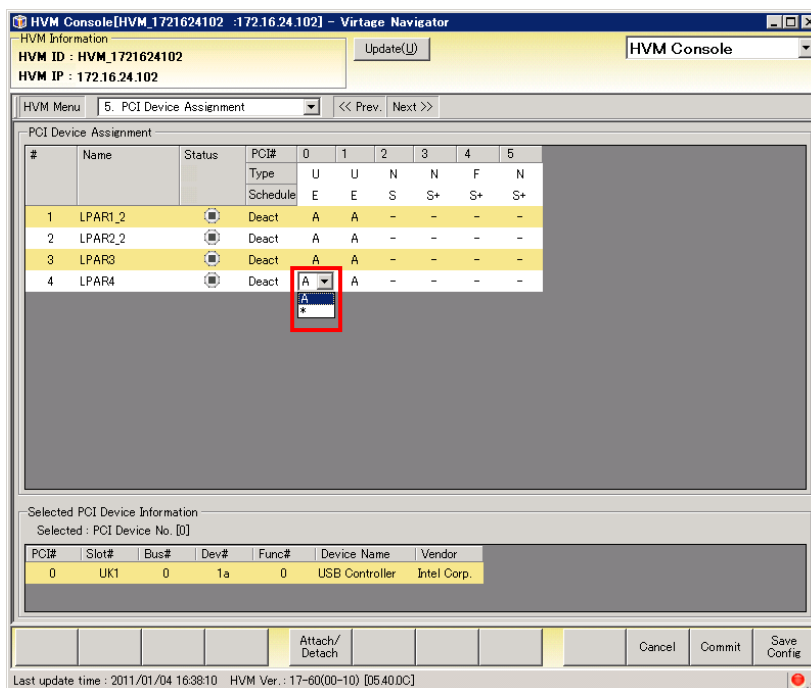 HVM Console[HVM_1721624102 :172.16.24.102] - Virtage Navigator
HVM Information
HVM ID : HVM_1721624102
HVM IP : 172.16.24.102
Update(U)
HVM Console
HVM Menu 5. PCI Device Assignment << Prev. Next >>
PCI Device Assignment
# Name Status PCI# 0 1 2 3 4 5
Type U U N N F N
Schedule E E S S+ S+ S+
1 LPAR1_2 Deact A A - - - -
2 LPAR2_2 Deact A A - - - -
3 LPAR3 Deact A A - - - -
4 LPAR4 Deact A A - - - -
A
*
Selected PCI Device Information
Selected : PCI Device No. [0]
PCI# Slot# Bus# Dev# Func# Device Name Vendor
0 UK1 0 1a 0 USB Controller Intel Corp.
Attach/
Detach
Cancel Commit Save
Config
Last update time : 2011/01/04 16:38:10 HVM Ver. : 17-60(00-10) [05.40.0C]